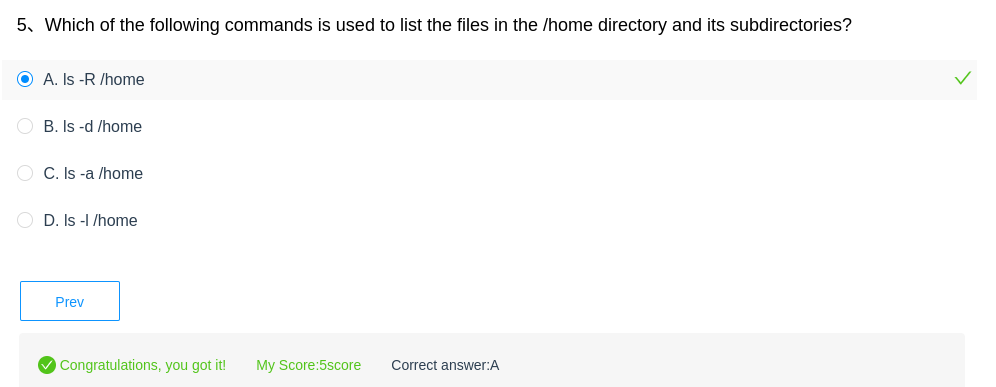 5、Which of the following commands is used to list the files in the /home directory and its subdirectories?
A. ls -R /home
B. ls -d /home
C. ls -a /home
D. ls -l /home
Prev
Congratulations, you got it! My Score:5score Correct answer:A